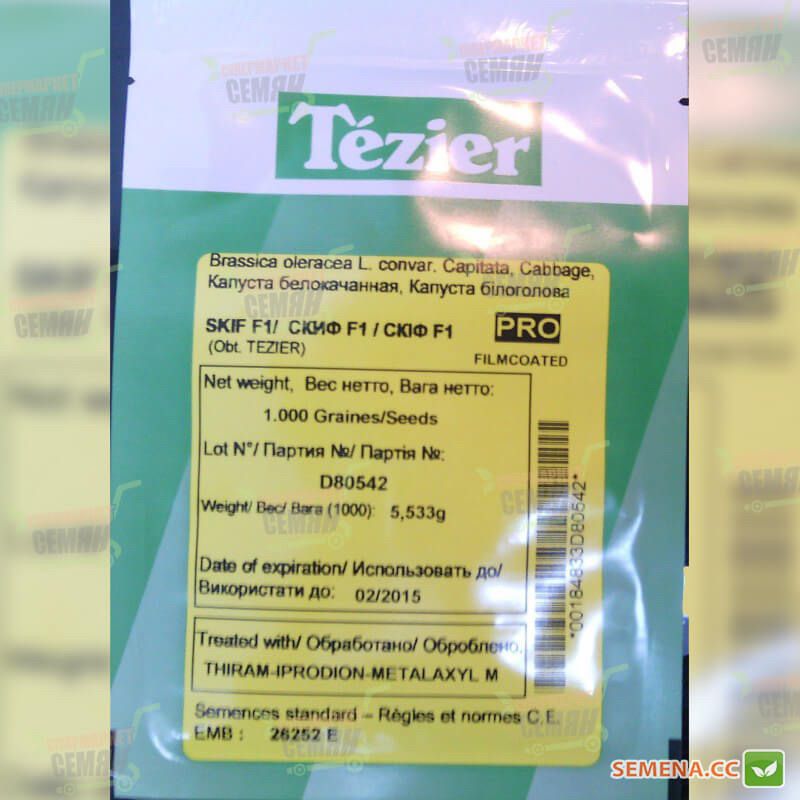 Tézier
Brassica oleracea L. convar. Capitata, Cabbage,
Капуста белокачанная, Капуста білоголова
SKIF F1/ СКИФ F1 / СКІФ F1
PRO
(Obt. TEZIER)
FILMCOATED
Net weight, Вес нетто, Вага нетто:
1.000 Graines/Seeds
Lot N°/ Партия №/ Партія №:
D80542
Weight/ Вес/ Вага (1000): 5,533g
Date of expiration/ Использовать до/
Використати до: 02/2015
*00184833D80542*
Treated with/ Обработано/ Оброблено,
THIRAM-IPRODION-METALAXYL M
Semences standard – Règles et normes C.E.
EMB : 26252 E
СУПЕРМАРКЕТ
СЕМЯН
SEMENA.CC